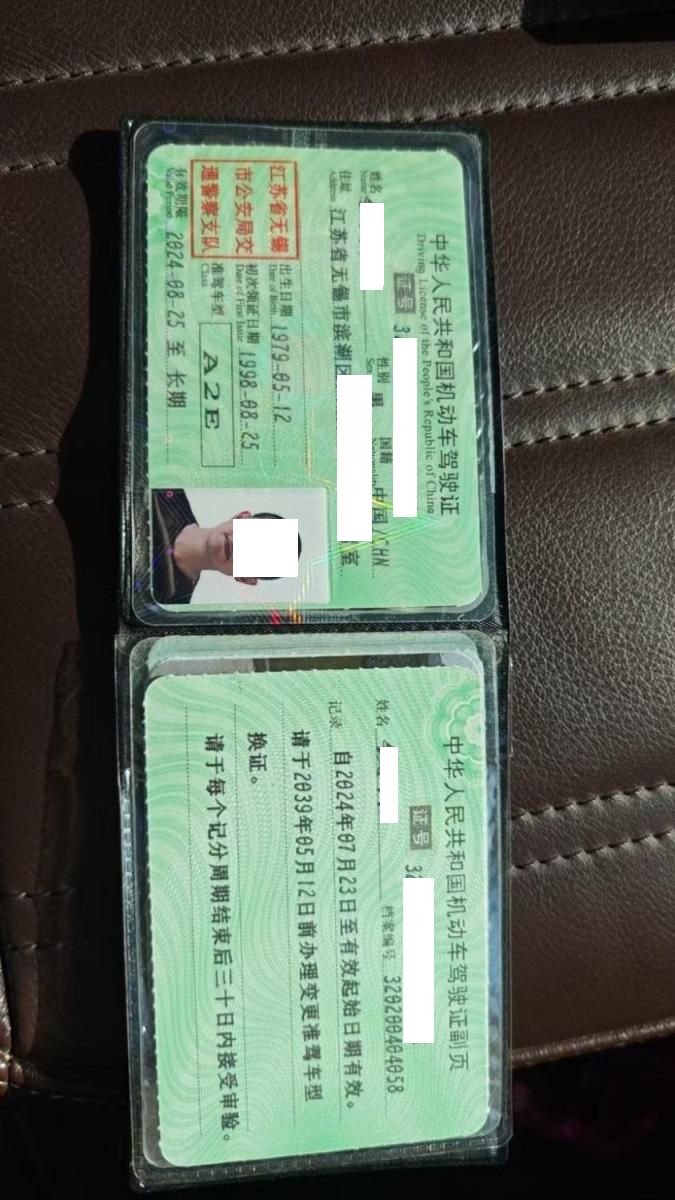 中华人民共和国机动车驾驶证
Driving License of the People's Republic of China
证号 3
姓名
Name
性别 男 国籍 中国/CHN
住址 江苏省无锡市滨湖区
Address
室
江苏省无锡
市公安局交
通警察支队
出生日期 1979-05-12
Date of Birth
初次领证日期 1998-08-25
Date of First Issue
准驾车型 A2E
Class
有效期限 2024-08-25 至 长期
Valid Period
中华人民共和国机动车驾驶证副页
证号 32
姓名
档案编号 320200404058
记录
自2024年07月23日至有效起始日期有效。
请于2039年05月12日前办理变更准驾车型
换证。
请于每个记分周期结束后三十日内接受审验。